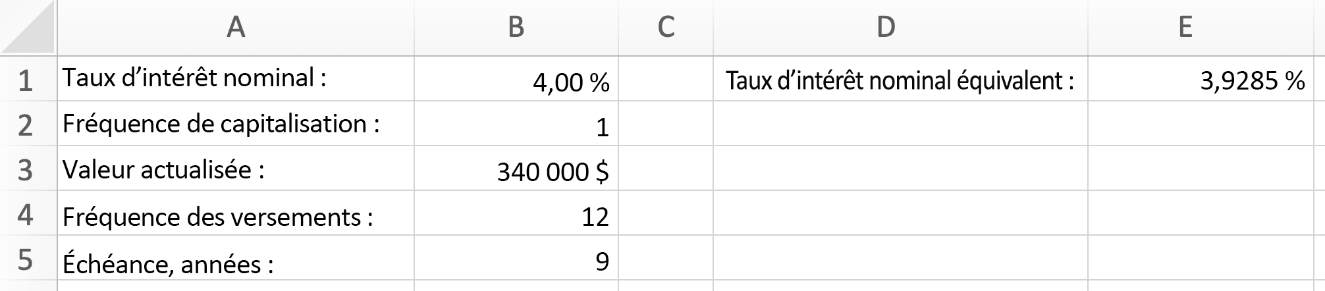 A B C D E
1 Taux d’intérêt nominal : 4,00 % Taux d’intérêt nominal équivalent : 3,9285 %
2 Fréquence de capitalisation : 1
3 Valeur actualisée : 340 000 $
4 Fréquence des versements : 12
5 Échéance, années : 9